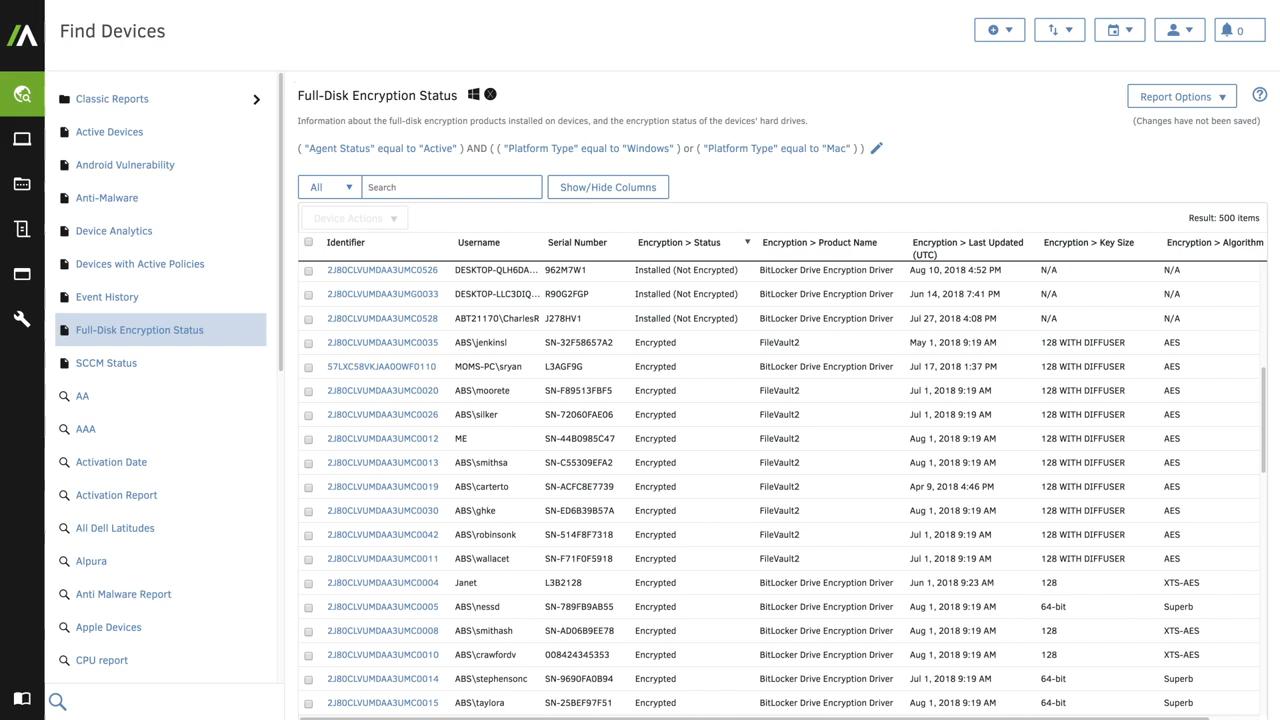 Find Devices
0
Classic Reports
Active Devices
Android Vulnerability
Anti-Malware
Device Analytics
Devices with Active Policies
Event History
Full-Disk Encryption Status
SCCM Status
AA
AAA
Activation Date
Activation Report
All Dell Latitudes
Alpura
Anti Malware Report
Apple Devices
CPU report
Full-Disk Encryption Status
Report Options
Information about the full-disk encryption products installed on devices, and the encryption status of the devices' hard drives.
(Changes have not been saved)
( "Agent Status" equal to "Active" ) AND ( ( "Platform Type" equal to "Windows" ) or ( "Platform Type" equal to "Mac" ) )
All Search Show/Hide Columns
Device Actions Result: 500 items
Identifier Username Serial Number Encryption > Status Encryption > Product Name Encryption > Last Updated (UTC) Encryption > Key Size Encryption > Algorithm
2J80CLVUMDAA3UMC0526 DESKTOP-QLH6DA... 962M7W1 Installed (Not Encrypted) BitLocker Drive Encryption Driver Aug 10, 2018 4:52 PM N/A N/A
2J80CLVUMDAA3UMG0033 DESKTOP-LLC3DIQ... R90G2FGP Installed (Not Encrypted) BitLocker Drive Encryption Driver Jun 14, 2018 7:41 PM N/A N/A
2J80CLVUMDAA3UMC0528 ABT21170\CharlesR J278HV1 Installed (Not Encrypted) BitLocker Drive Encryption Driver Jul 27, 2018 4:08 PM N/A N/A
2J80CLVUMDAA3UMC0035 ABS\jenkinsl SN-32F58657A2 Encrypted FileVault2 May 1, 2018 9:19 AM 128 WITH DIFFUSER AES
57LXC58VKJAA0OWF0110 MOMS-PC\sryan L3AGF9G Encrypted BitLocker Drive Encryption Driver Jul 17, 2018 1:37 PM 128 WITH DIFFUSER AES
2J80CLVUMDAA3UMC0020 ABS\moorete SN-F89513FBF5 Encrypted FileVault2 Jul 1, 2018 9:19 AM 128 WITH DIFFUSER AES
2J80CLVUMDAA3UMC0026 ABS\silker SN-72060FAE06 Encrypted FileVault2 Jul 1, 2018 9:19 AM 128 WITH DIFFUSER AES
2J80CLVUMDAA3UMC0012 ME SN-44B0985C47 Encrypted FileVault2 Aug 1, 2018 9:19 AM 128 WITH DIFFUSER AES
2J80CLVUMDAA3UMC0013 ABS\smithsa SN-C55309EFA2 Encrypted FileVault2 Aug 1, 2018 9:19 AM 128 WITH DIFFUSER AES
2J80CLVUMDAA3UMC0019 ABS\carterto SN-ACFC8E7739 Encrypted FileVault2 Apr 9, 2018 4:46 PM 128 WITH DIFFUSER AES
2J80CLVUMDAA3UMC0030 ABS\ghke SN-ED6B39B57A Encrypted FileVault2 Aug 1, 2018 9:19 AM 128 WITH DIFFUSER AES
2J80CLVUMDAA3UMC0042 ABS\robinsonk SN-514F8F7318 Encrypted FileVault2 Jul 1, 2018 9:19 AM 128 WITH DIFFUSER AES
2J80CLVUMDAA3UMC0011 ABS\wallacet SN-F71F0F5918 Encrypted FileVault2 Jul 1, 2018 9:19 AM 128 WITH DIFFUSER AES
2J80CLVUMDAA3UMC0004 Janet L3B2128 Encrypted BitLocker Drive Encryption Driver Jun 1, 2018 9:23 AM 128 XTS-AES
2J80CLVUMDAA3UMC0005 ABS\nessd SN-789FB9AB55 Encrypted BitLocker Drive Encryption Driver Aug 1, 2018 9:19 AM 64-bit Superb
2J80CLVUMDAA3UMC0008 ABS\smithash SN-AD06B9EE78 Encrypted BitLocker Drive Encryption Driver Aug 1, 2018 9:19 AM 128 XTS-AES
2J80CLVUMDAA3UMC0010 ABS\crawfordv 008424345353 Encrypted BitLocker Drive Encryption Driver Aug 1, 2018 9:19 AM 128 XTS-AES
2J80CLVUMDAA3UMC0014 ABS\stephensonc SN-9690FA0B94 Encrypted BitLocker Drive Encryption Driver Jul 1, 2018 9:19 AM 64-bit Superb
2J80CLVUMDAA3UMC0015 ABS\taylora SN-25BEF97F51 Encrypted BitLocker Drive Encryption Driver Aug 1, 2018 9:19 AM 64-bit Superb